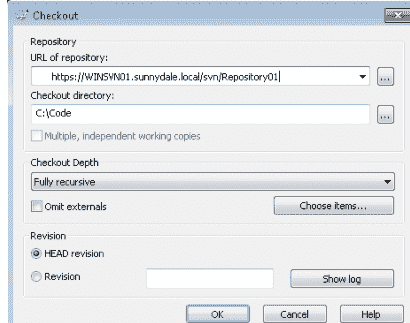 Checkout
Repository
URL of repository:
https://WINSVN01.sunnydale.local/svn/Repository01
...
Checkout directory:
C:\Code
...
Multiple, independent working copies
Checkout Depth
Fully recursive
Omit externals
Choose items...
Revision
HEAD revision
Revision
Show log
OK
Cancel
Help